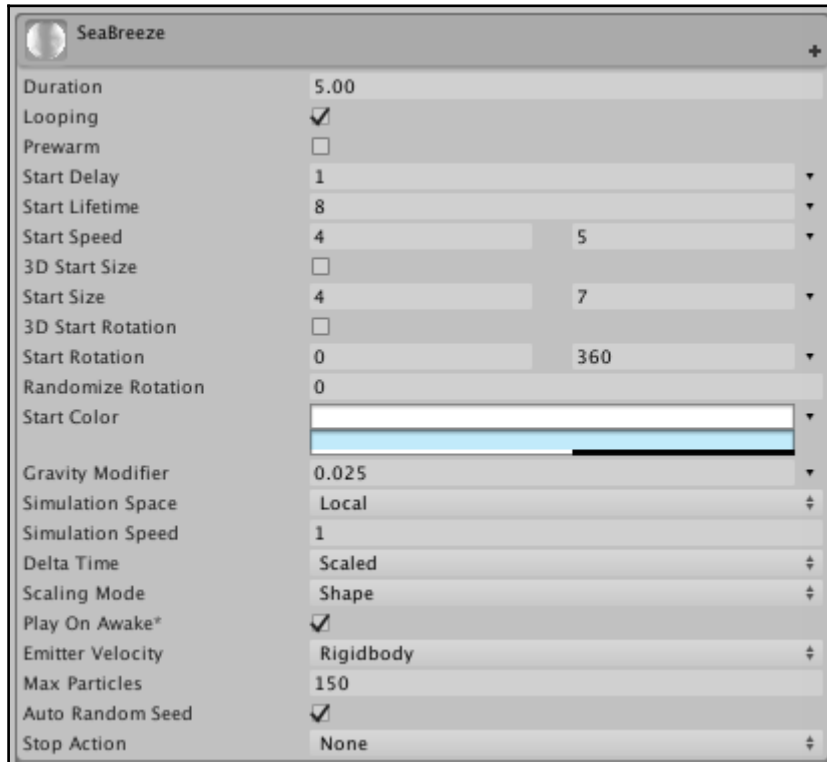 SeaBreeze
Duration 5.00
Looping
Prewarm
Start Delay 1
Start Lifetime 8
Start Speed 4 5
3D Start Size
Start Size 4 7
3D Start Rotation
Start Rotation 0 360
Randomize Rotation 0
Start Color
Gravity Modifier 0.025
Simulation Space Local
Simulation Speed 1
Delta Time Scaled
Scaling Mode Shape
Play On Awake*
Emitter Velocity Rigidbody
Max Particles 150
Auto Random Seed
Stop Action None